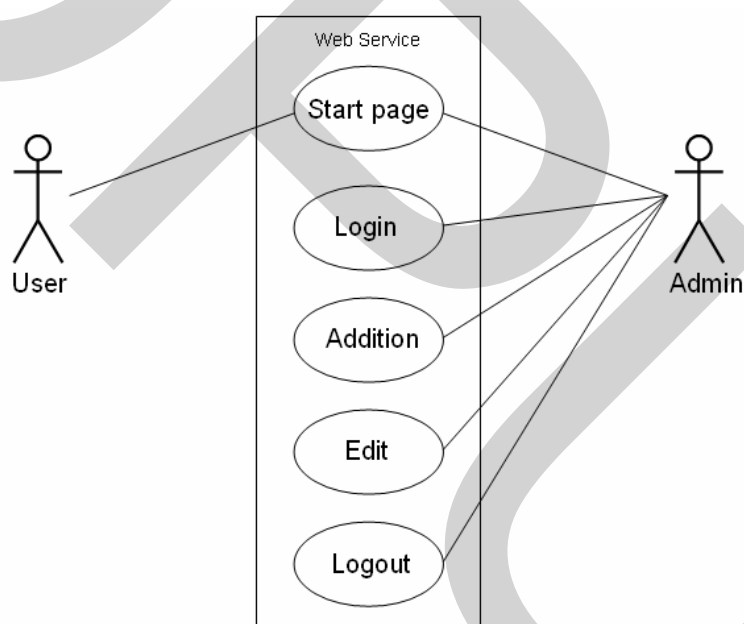 Web Service
Start page
Login
User
Admin
Addition
Edit
Logout